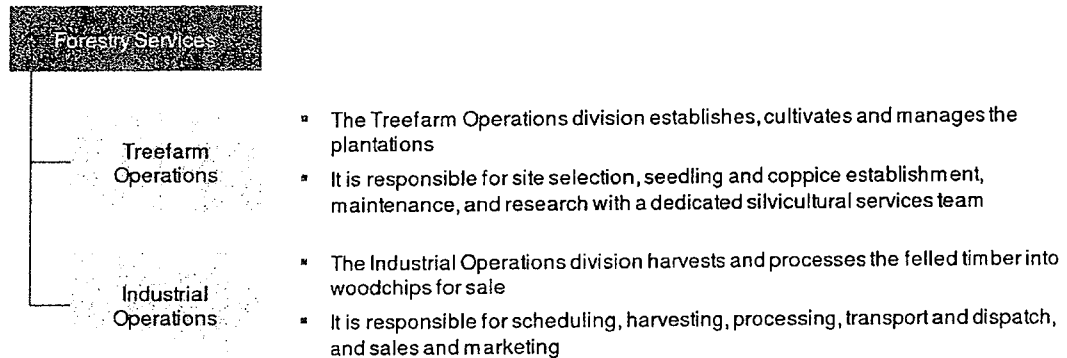 Forestry Services
Treefarm
Operations
▪ The Treefarm Operations division establishes, cultivates and manages the
plantations
▪ It is responsible for site selection, seedling and coppice establishment,
maintenance, and research with a dedicated silvicultural services team
Industrial
Operations
▪ The Industrial Operations division harvests and processes the felled timber into
woodchips for sale
▪ It is responsible for scheduling, harvesting, processing, transport and dispatch,
and sales and marketing